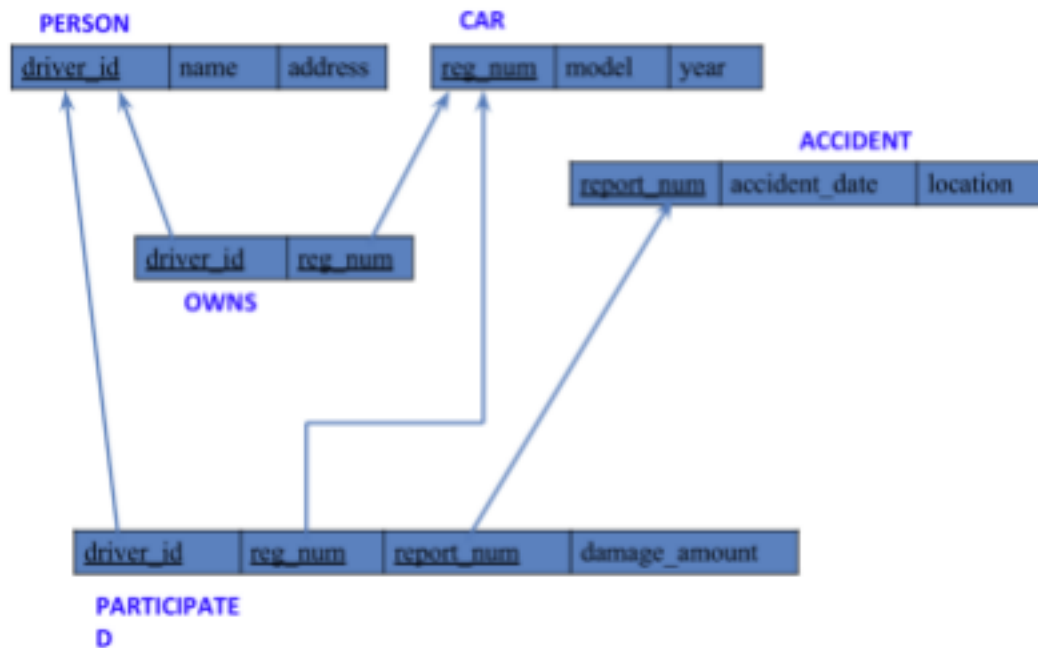 PERSON
CAR
driver_id name address
reg_num model year
ACCIDENT
report_num accident_date location
driver_id reg_num
OWNS
driver_id reg_num report_num damage_amount
PARTICIPATE
D